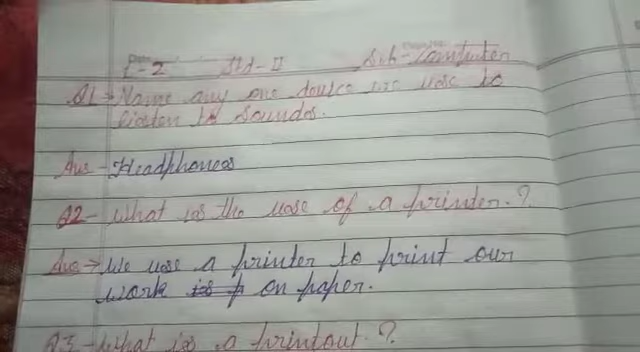 L-2 Std-II Sub-Computer
Q1→Name any one device we use to
listen to sounds.
Ans-Headphones
Q2-What is the use of a printer.?
Ans→We use a printer to print our
work is p on paper.
Q3-What is a printout.?